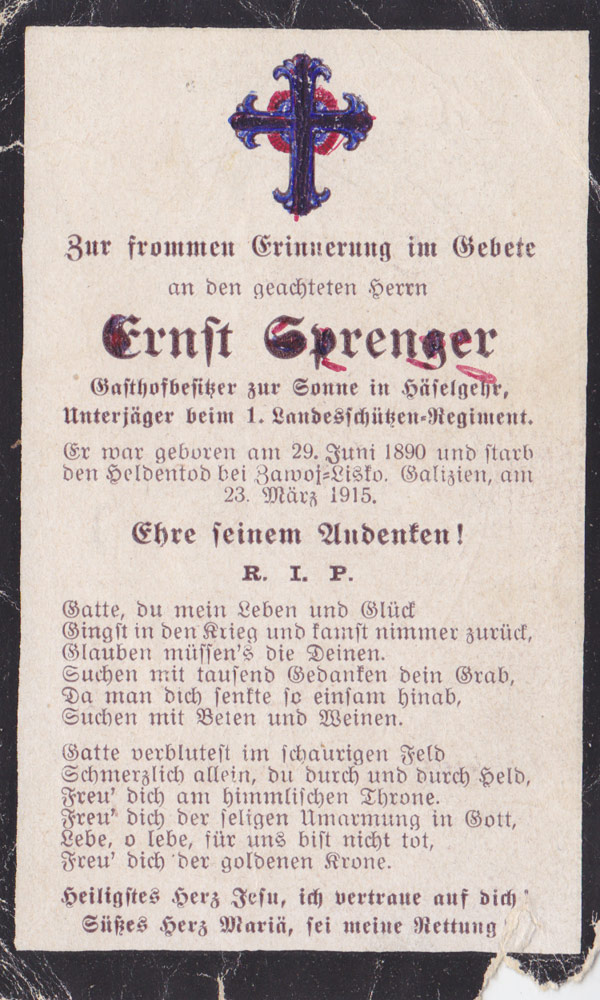 Zur frommen Erinnerung im Gebete
an den geachteten Herrn
Ernst Sprenger
Gasthofbesitzer zur Sonne in Häselgehr,
Unterjäger beim 1. Landesschützen-Regiment.
Er war geboren am 29. Juni 1890 und starb
den Heldentod bei Zawoj-Lisko. Galizien, am
23. März 1915.
Ehre seinem Andenken!
R. I. P.
Gatte, du mein Leben und Glück
Gingst in den Krieg und kamst nimmer zurück,
Glauben müssen's die Deinen.
Suchen mit tausend Gedanken dein Grab,
Da man dich senkte so einsam hinab,
Suchen mit Beten und Weinen.
Gatte verblutest im schaurigen Feld
Schmerzlich allein, du durch und durch Held,
Freu' dich am himmlischen Throne.
Freu' dich der seligen Umarmung in Gott,
Lebe, o lebe, für uns bist nicht tot,
Freu' dich der goldenen Krone.
Heiligstes Herz Jesu, ich vertraue auf dich!
Süßes Herz Mariä, sei meine Rettung